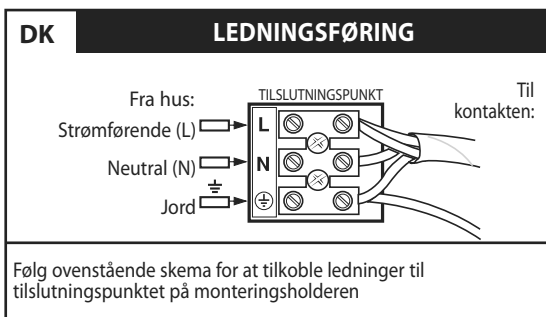 DK
LEDNINGSFØRING
Fra hus:
TILSLUTNINGSPUNKT
Til
kontakten:
Strømførende (L)
L
Neutral (N)
N
Jord
Følg ovenstående skema for at tilkoble ledninger til
tilslutningspunktet på monteringsholderen